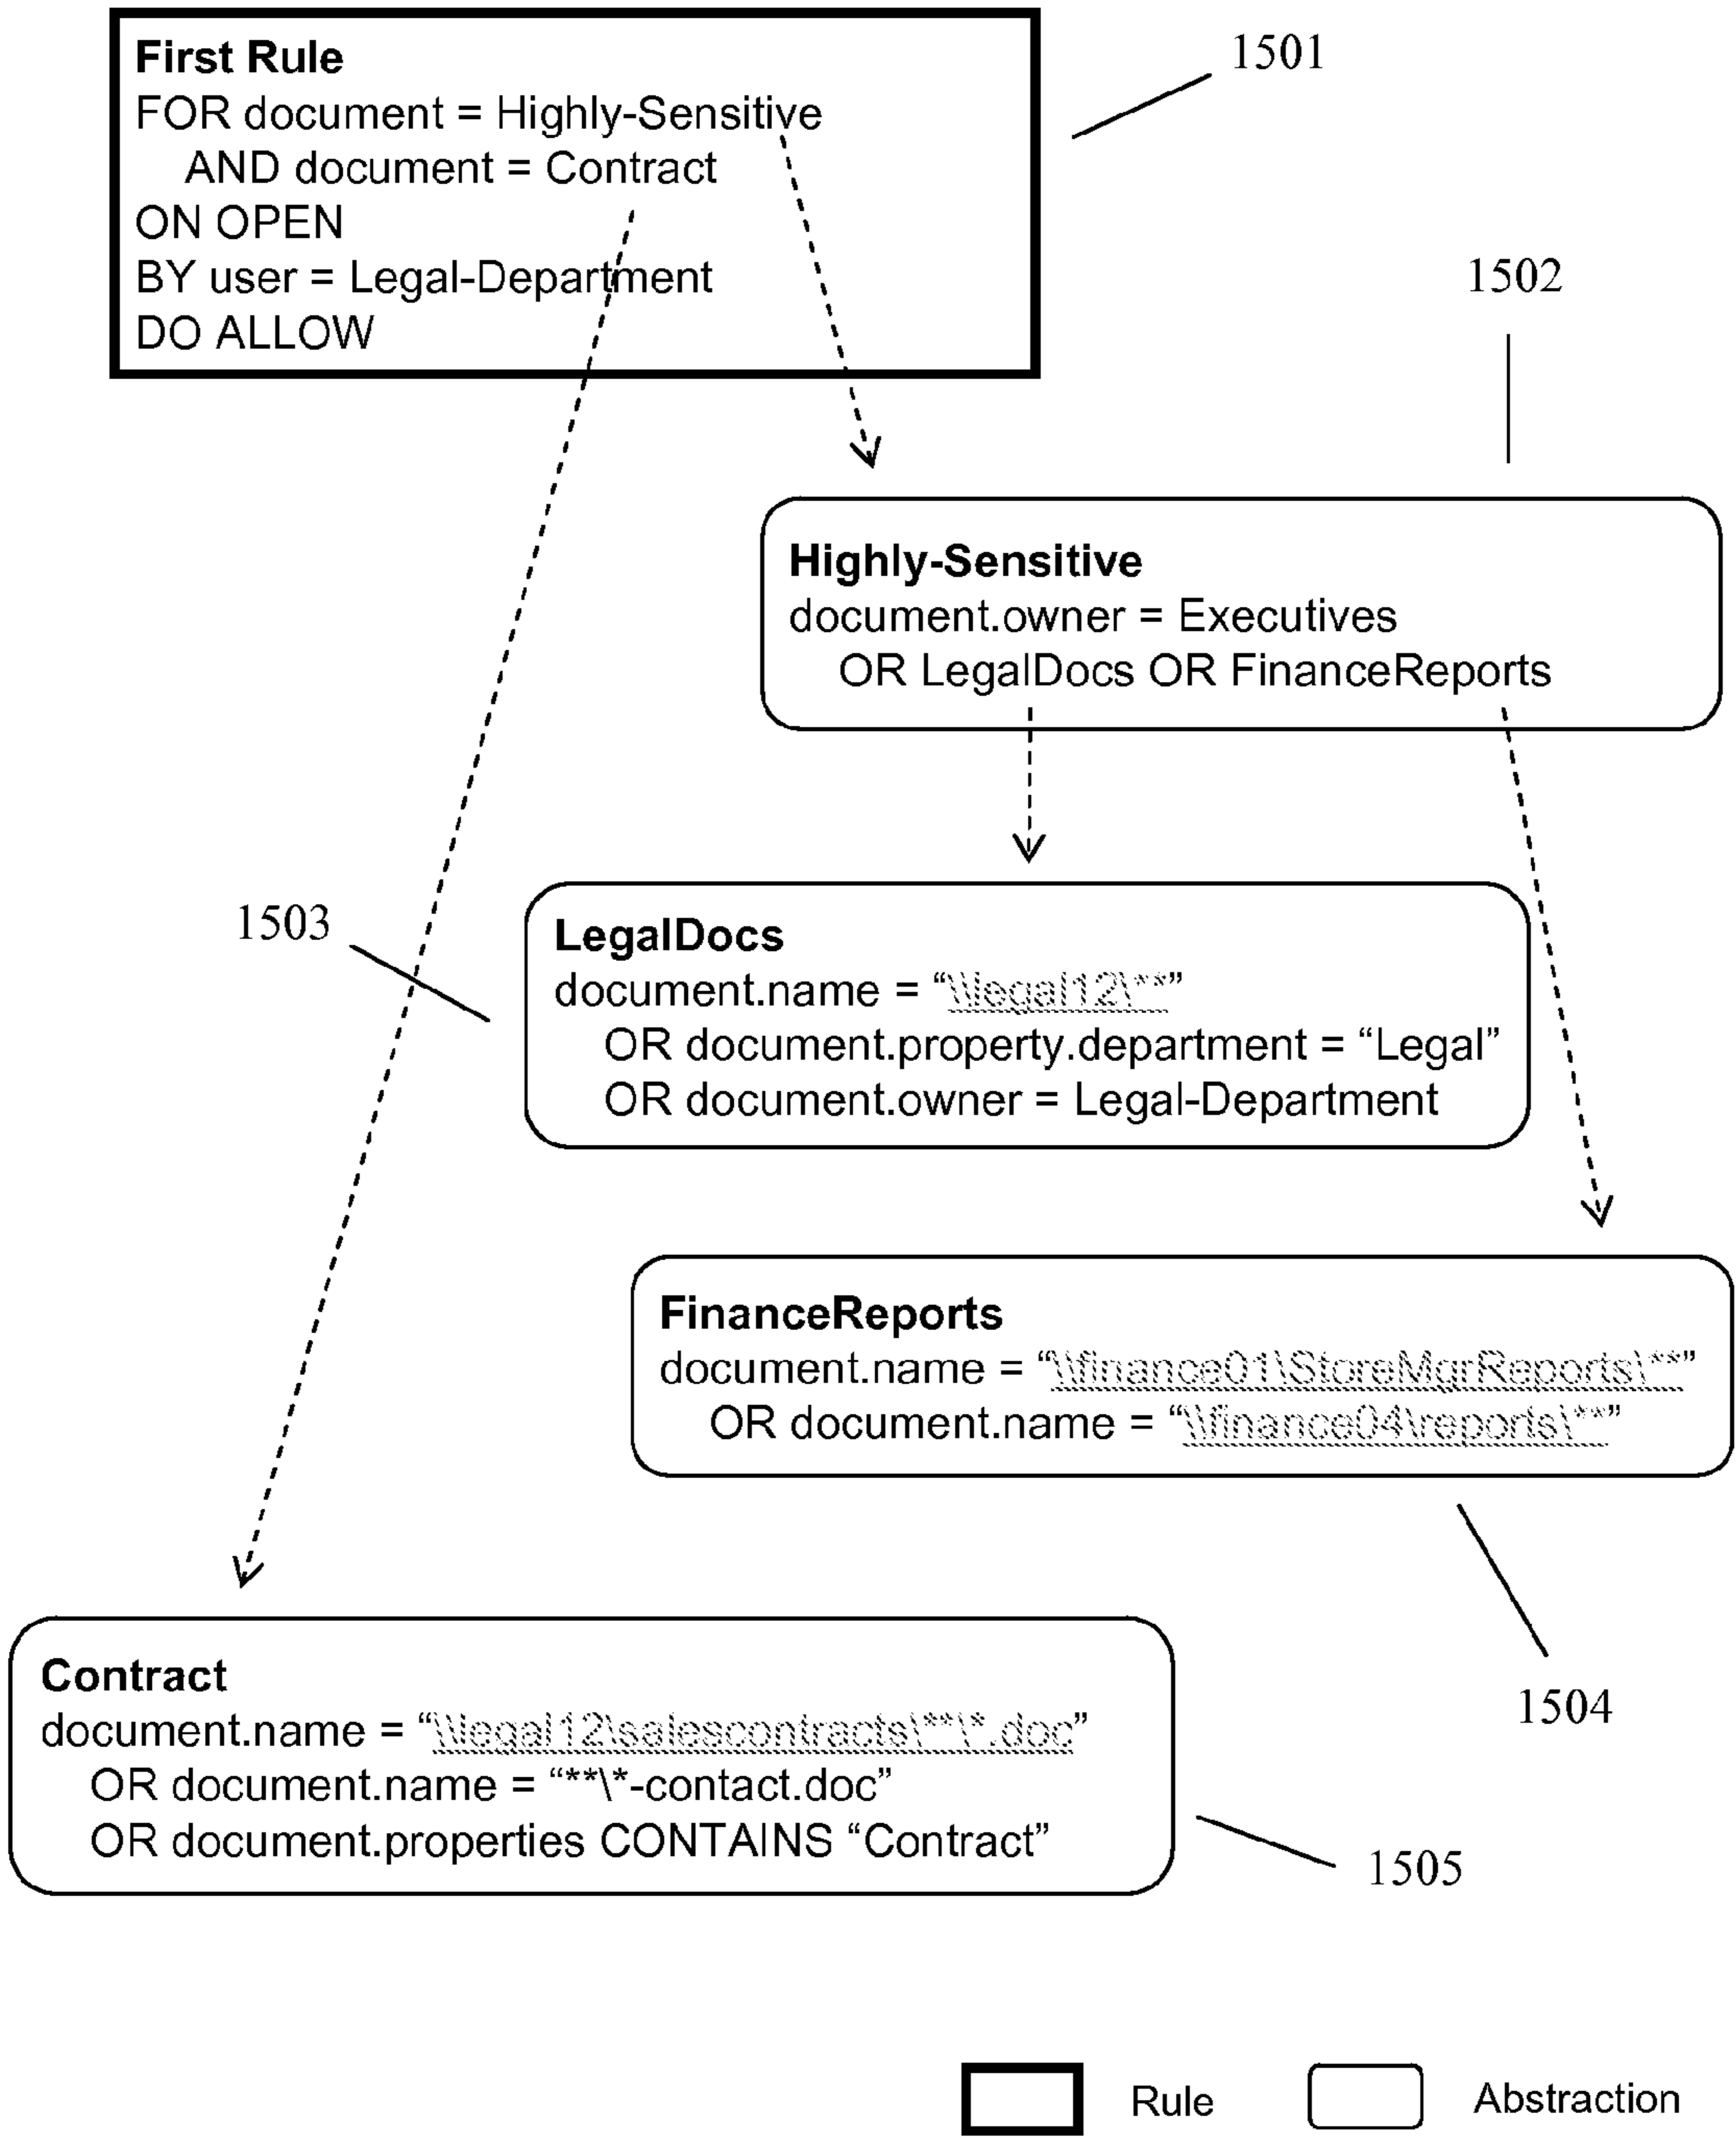 First Rule
1501
FOR document = Highly-Sensitive
AND document = Contract
ON OPEN
BY user = Legal-Department
1502
DO ALLOW
Highly-Sensitive
document.owner = Executives
OR LegalDocs OR FinanceReports
1503
LegalDocs
document.name = “\\legal12\**”
OR document.property.department = “Legal”
OR document.owner = Legal-Department
FinanceReports
document.name = “\\finance01\StoreMgrReports\**”
OR document.name = “\\finance04\reports\**”
Contract
1504
document.name = “\\legal12\salescontracts\**\*.doc”
OR document.name = “**\*-contact.doc”
OR document.properties CONTAINS “Contract”
1505
Rule
Abstraction